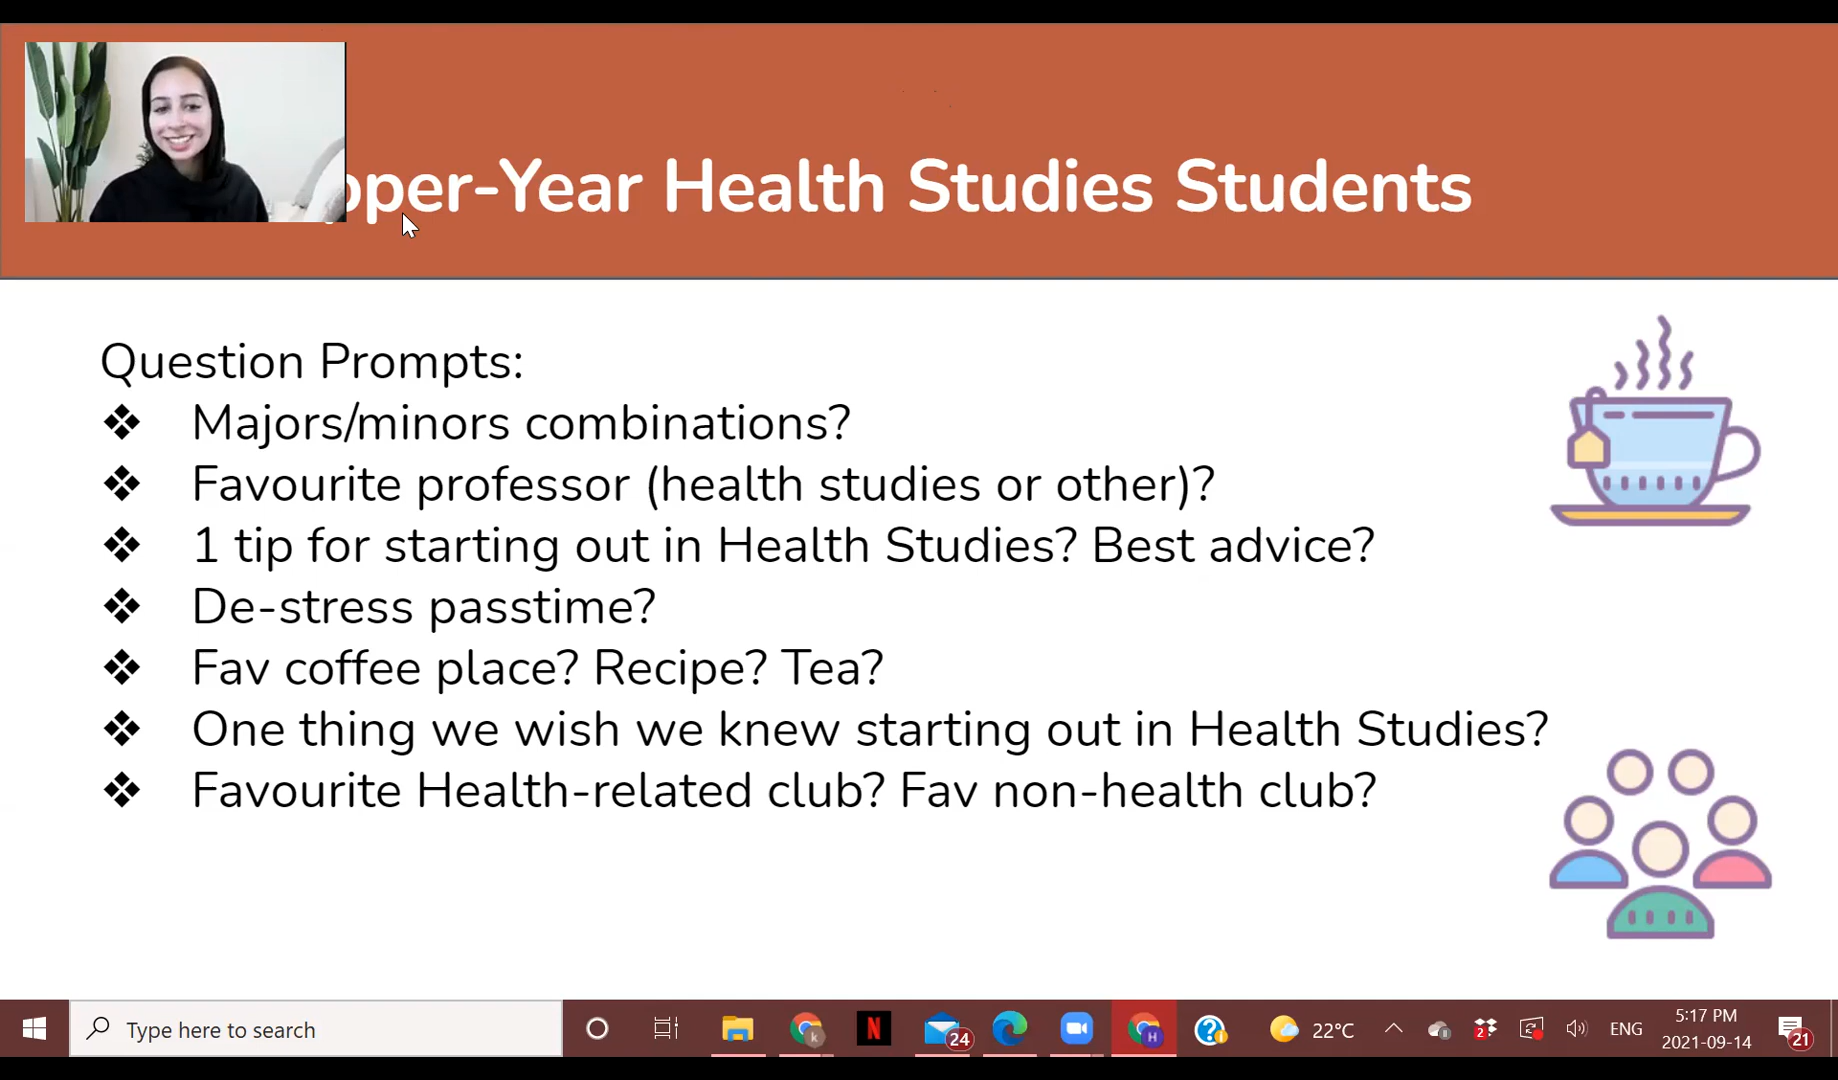 pper-Year Health Studies Students
Question Prompts:
❖ Majors/minors combinations?
❖ Favourite professor (health studies or other)?
❖ 1 tip for starting out in Health Studies? Best advice?
❖ De-stress passtime?
❖ Fav coffee place? Recipe? Tea?
❖ One thing we wish we knew starting out in Health Studies?
❖ Favourite Health-related club? Fav non-health club?
Type here to search
k
N
24
H
22°C
2
ENG
5:17 PM
2021-09-14
21